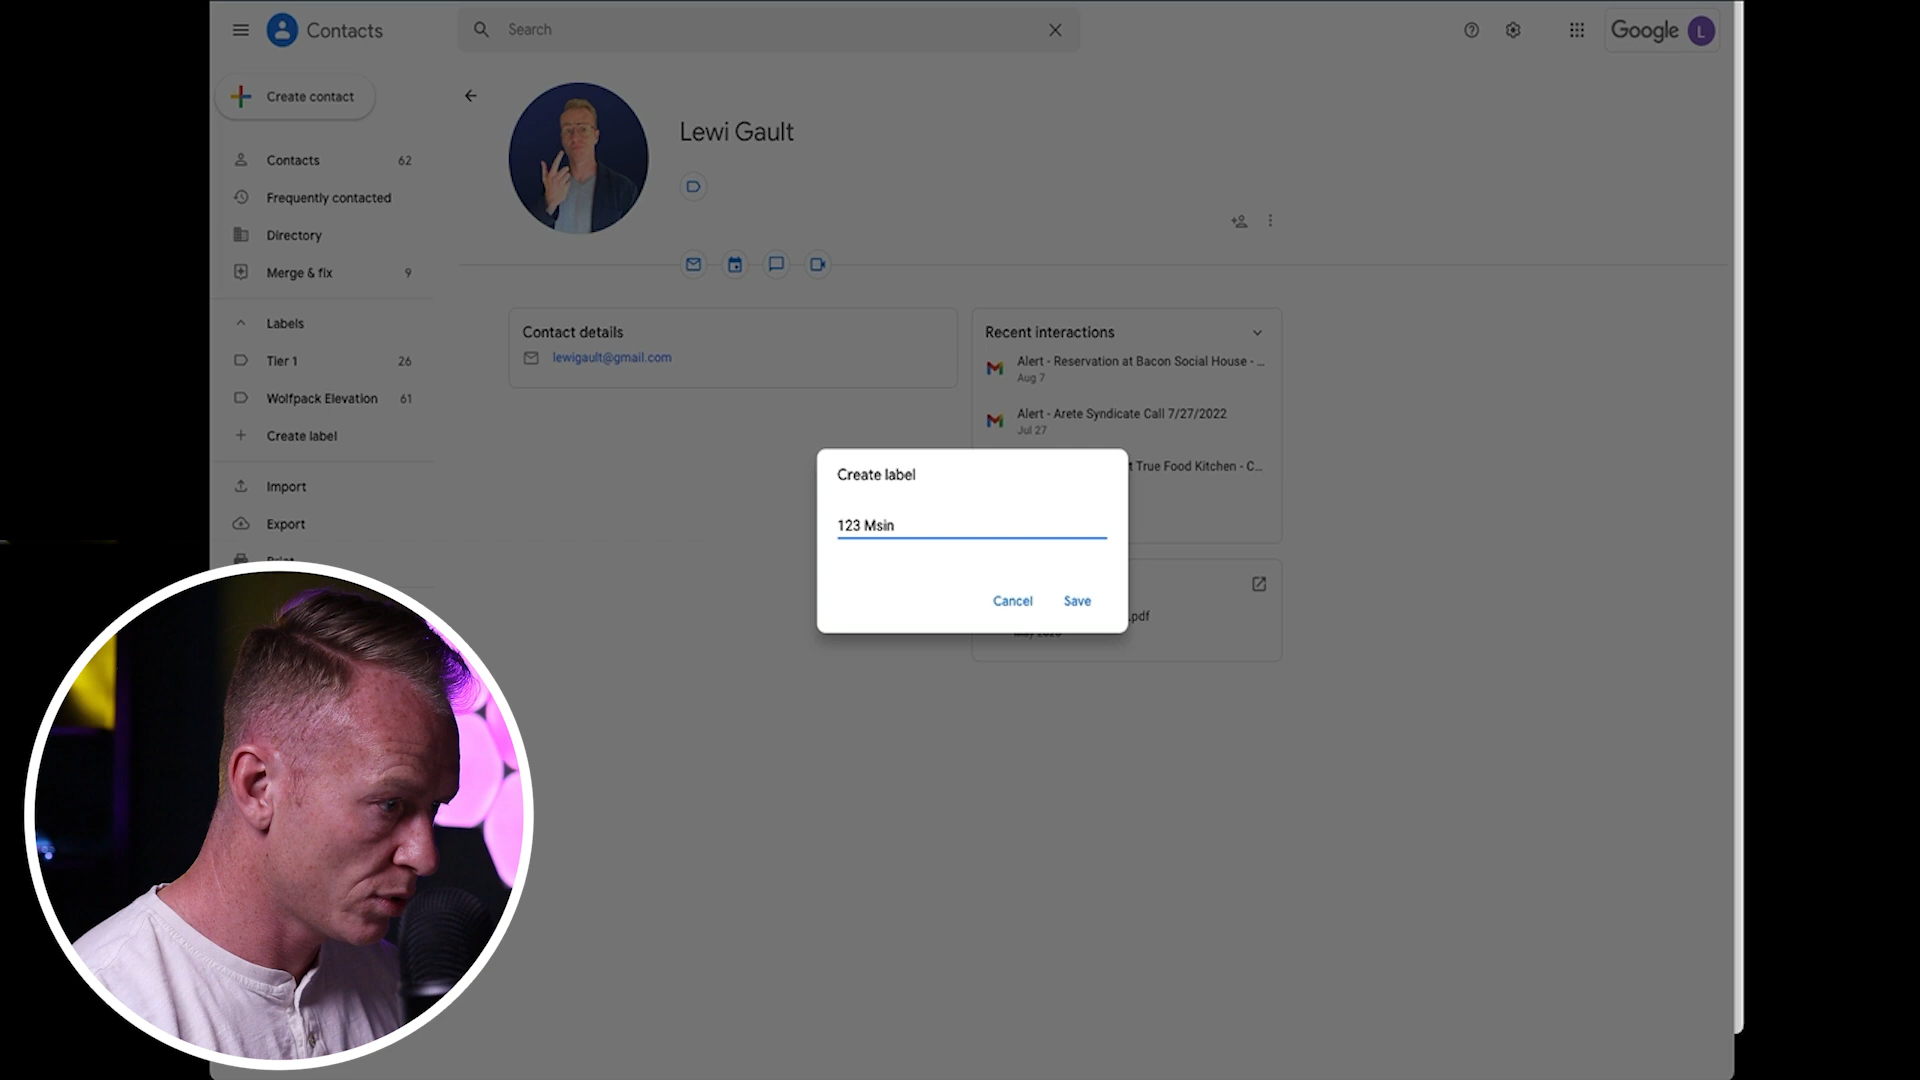 Contacts
Search
Google
L
Create contact
Lewi Gault
Contacts 62
Frequently contacted
Directory
Merge & fix 9
Labels
Tier 1 26
Wolfpack Elevation 61
Create label
Import
Export
Contact details
lewigault@gmail.com
Recent interactions
Alert - Reservation at Bacon Social House - ...
Aug 7
Alert - Arete Syndicate Call 7/27/2022
Jul 27
t True Food Kitchen - C...
.pdf
Create label
123 Msin
Cancel
Save